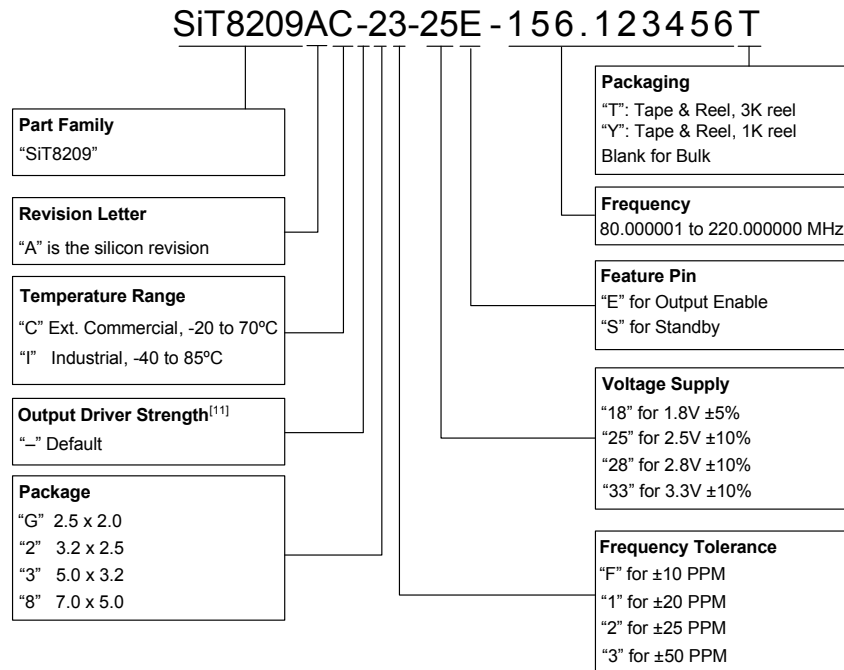 SiT8209AC-23-25E-156.123456T
Part Family
“SiT8209”
Revision Letter
“A” is the silicon revision
Temperature Range
“C” Ext. Commercial, -20 to 70ºC
“I” Industrial, -40 to 85ºC
Output Driver Strength[11]
“–” Default
Package
“G” 2.5 x 2.0
“2” 3.2 x 2.5
“3” 5.0 x 3.2
“8” 7.0 x 5.0
Packaging
“T”: Tape & Reel, 3K reel
“Y”: Tape & Reel, 1K reel
Blank for Bulk
Frequency
80.000001 to 220.000000 MHz
Feature Pin
“E” for Output Enable
“S” for Standby
Voltage Supply
“18” for 1.8V ±5%
“25” for 2.5V ±10%
“28” for 2.8V ±10%
“33” for 3.3V ±10%
Frequency Tolerance
“F” for ±10 PPM
“1” for ±20 PPM
“2” for ±25 PPM
“3” for ±50 PPM